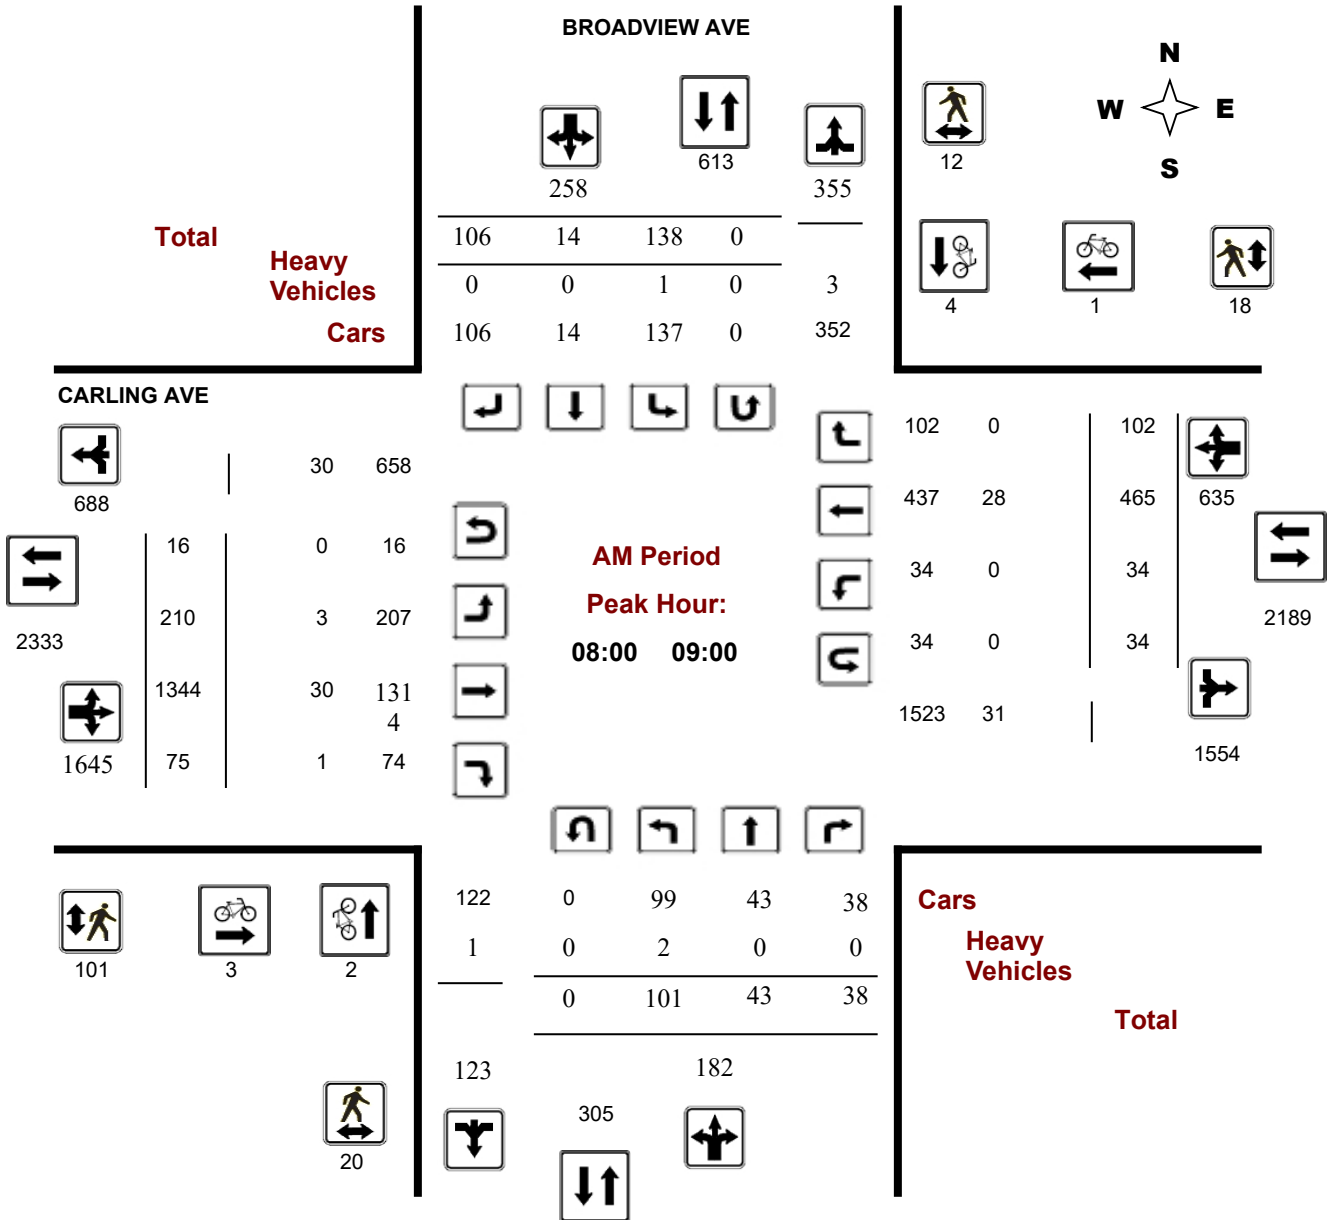 BROADVIEW AVE
N
W E
S
613
12
258 355
Total 106 14 138 0
Heavy
Vehicles 0 0 1 0 3
4 1 18
Cars 106 14 137 0 352
CARLING AVE
102 0 102
30 658
688
437 28 465 635
16 0 16
AM Period
34 0 34
Peak Hour:
210 3 207
2189
2333
08:00 09:00
34 0 34
1344 30 131
4
1523 31
1645 75 1 74
1554
122 0 99 43 38
Cars
1 0 2 0 0
Heavy
Vehicles
101 3 2
0 101 43 38
Total
123 182
305
20